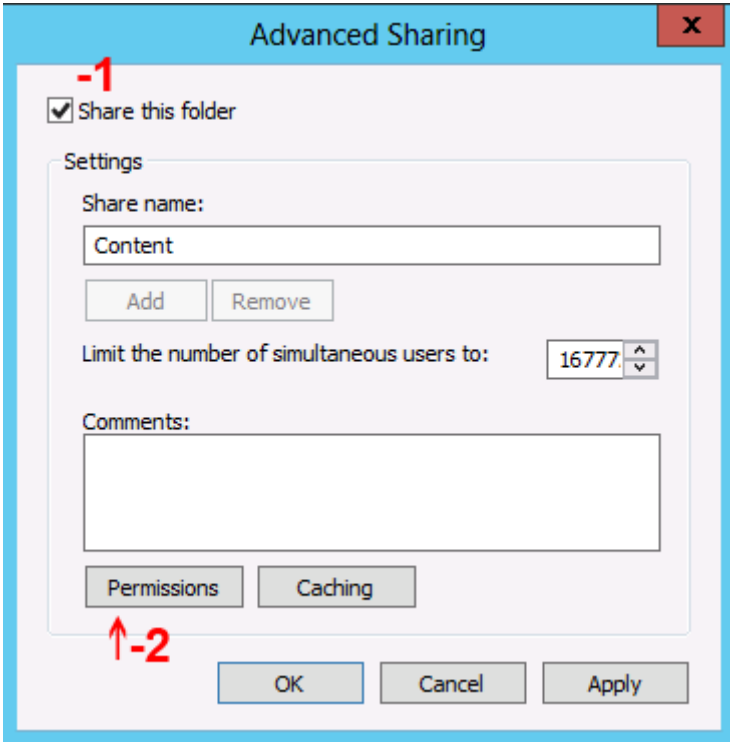 Advanced Sharing
x
-1
Share this folder
Settings
Share name:
Content
Add Remove
Limit the number of simultaneous users to: 16777
Comments:
Permissions Caching
↑-2
OK Cancel Apply